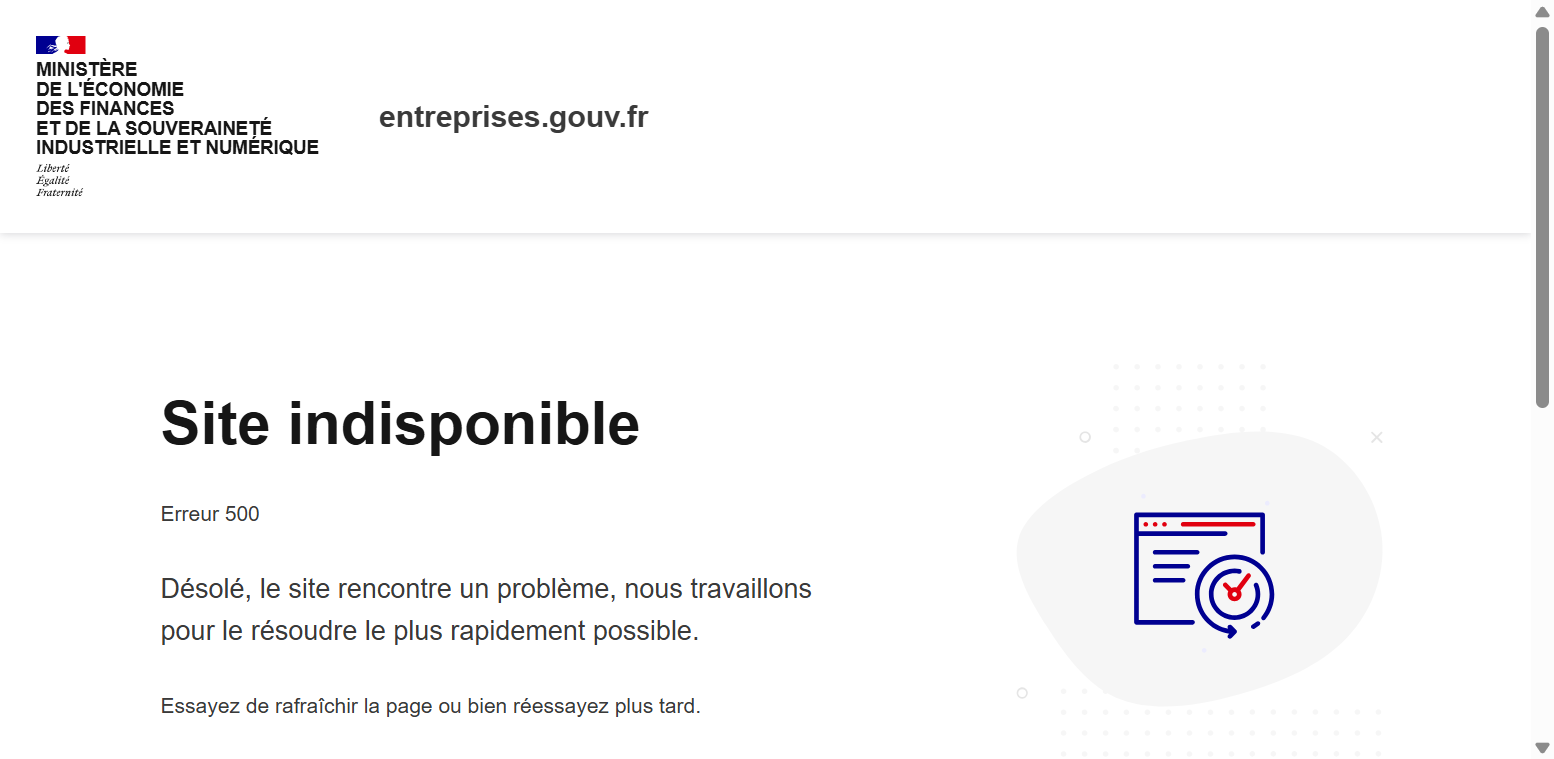 MINISTÈRE
DE L'ÉCONOMIE
DES FINANCES
ET DE LA SOUVERAINETÉ
INDUSTRIELLE ET NUMÉRIQUE
Liberté
Égalité
Fraternité
entreprises.gouv.fr
Site indisponible
Erreur 500
Désolé, le site rencontre un problème, nous travaillons
pour le résoudre le plus rapidement possible.
Essayez de rafraîchir la page ou bien réessayez plus tard.